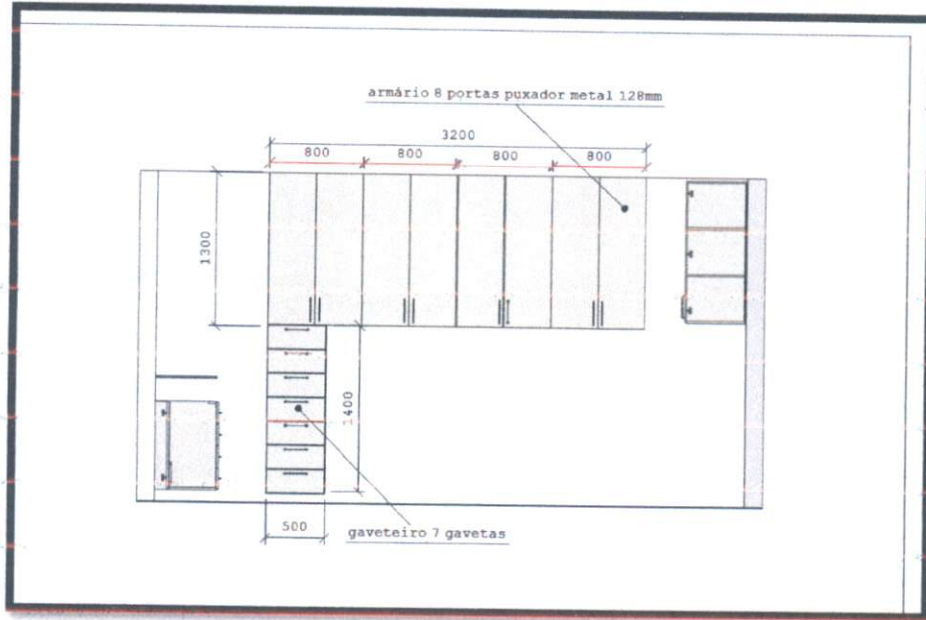 armário 8 portas puxador metal 128mm
3200
800 800 800 800
1300
1400
500
gaveteiro 7 gavetas